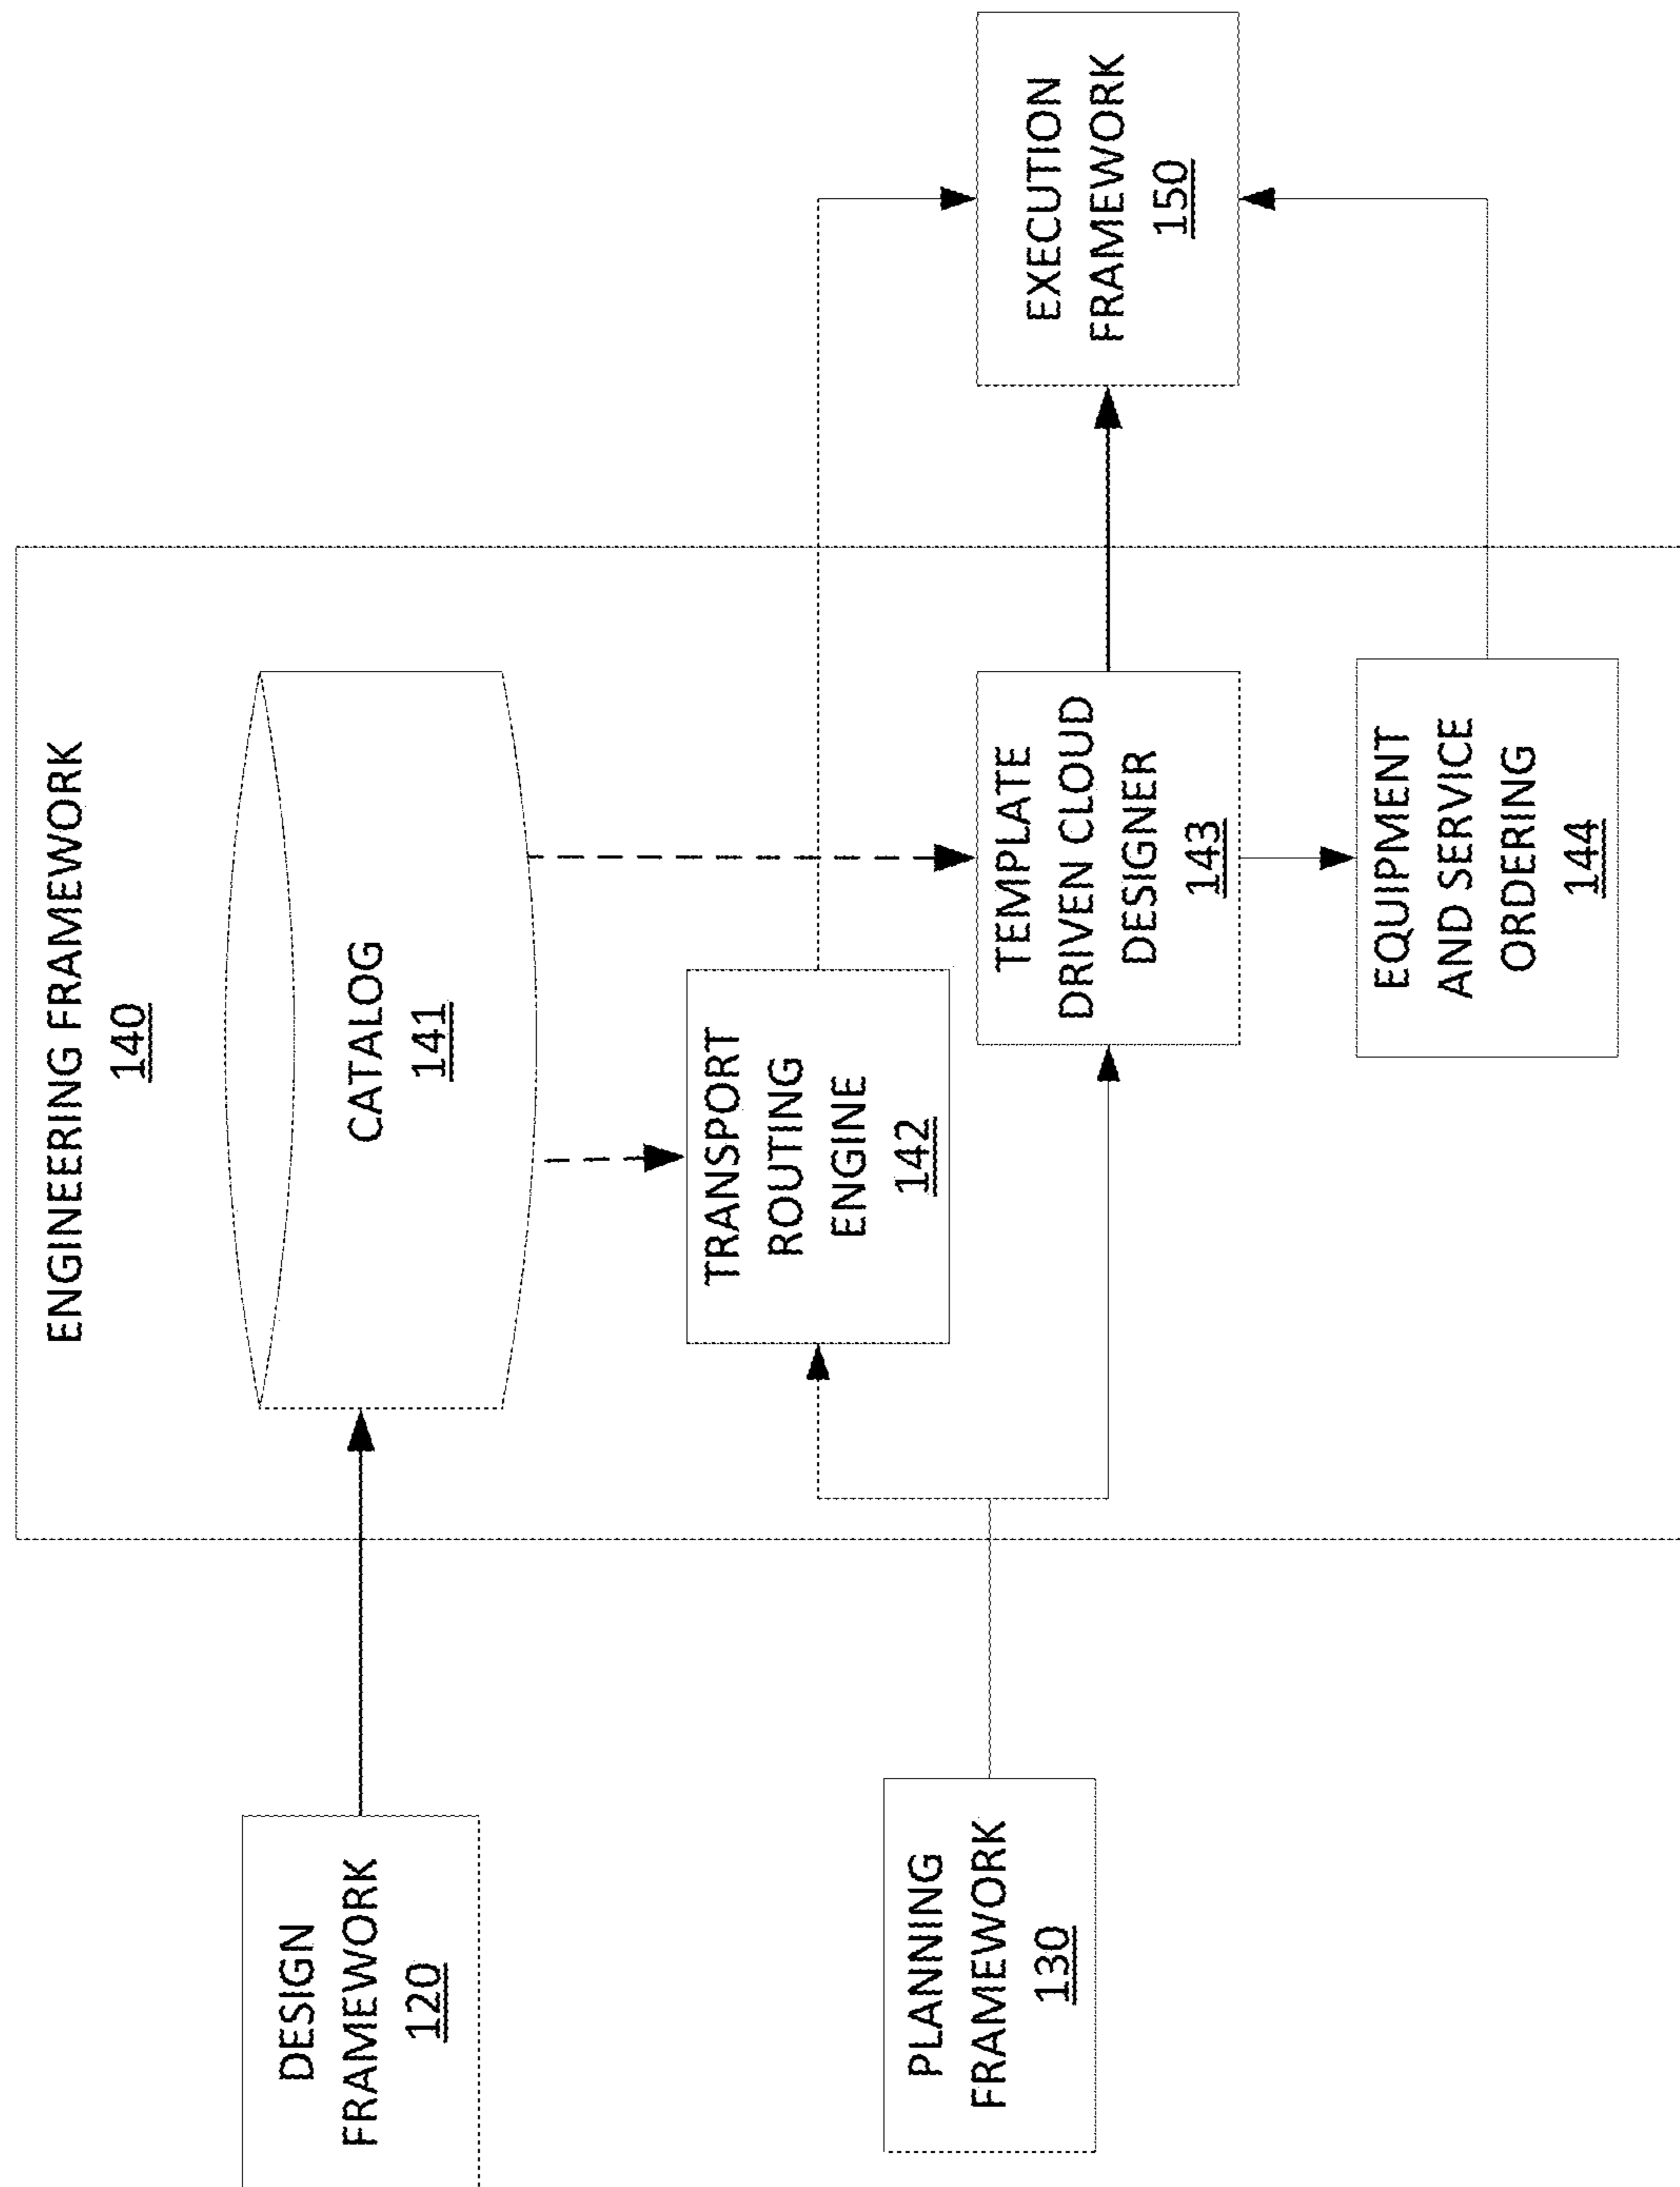 ENGINEERING FRAMEWORK
140
DESIGN
FRAMEWORK
120
CATALOG
141
TRANSPORT
ROUTING
ENGINE
142
PLANNING
FRAMEWORK
130
TEMPLATE
DRIVEN CLOUD
DESIGNER
143
EXECUTION
FRAMEWORK
150
EQUIPMENT
AND SERVICE
ORDERING
144